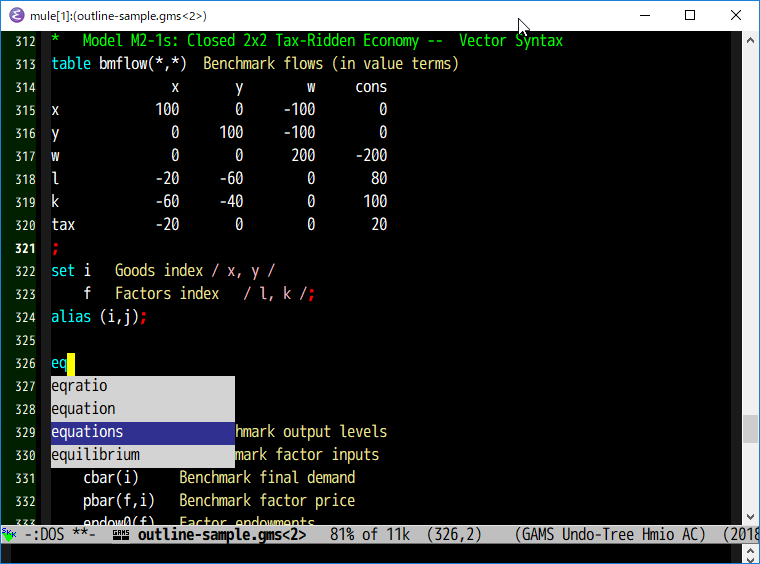 mule[1]:(outline-sample.gms<2>)
312 *   Model M2-1s: Closed 2x2 Tax-Ridden Economy --  Vector Syntax
313 table bmflow(*,*)  Benchmark flows (in value terms)
314                x       y        w     cons
315 x            100       0     -100        0
316 y              0     100     -100        0
317 w              0       0      200     -200
318 l            -20     -60        0       80
319 k            -60     -40        0      100
320 tax          -20       0        0       20
321 ;
322 set i   Goods index / x, y /
323     f   Factors index   / l, k /;
324 alias (i,j);
325
326 eq
327 eqratio
328 equation
329 equations hmark output levels
330 equilibrium mark factor inputs
331     cbar(i)     Benchmark final demand
332     pbar(f,i)   Benchmark factor price
333     endow0(f)   Factor endowments
-:DOS **-  GAMS outline-sample.gms<2>   81% of 11k  (326,2)    (GAMS Undo-Tree Hmio AC)  (2018